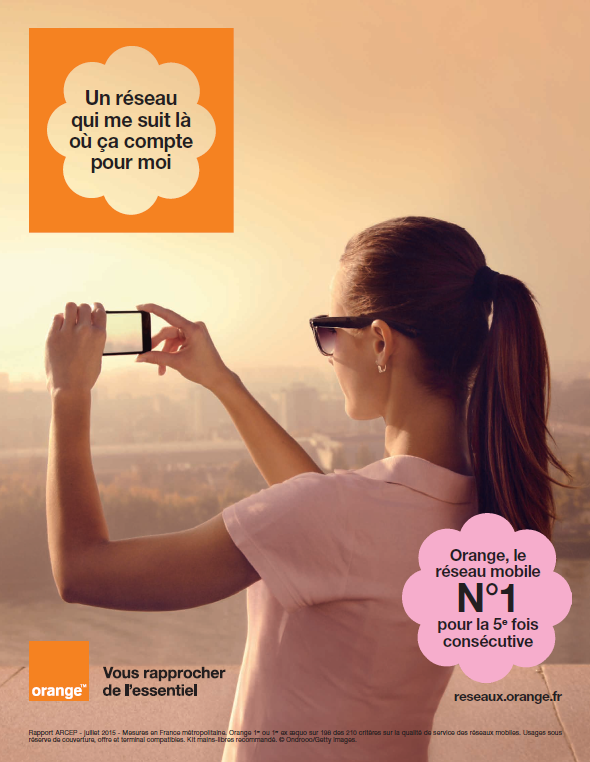 Un réseau
qui me suit là
où ça compte
pour moi
Orange, le
réseau mobile
N°1
pour la 5e fois
consécutive
orange™
Vous rapprocher
de l'essentiel
reseaux.orange.fr
Rapport ARCEP - juillet 2015 - Mesures en France métropolitaine. Orange 1er ou 1er ex æquo sur 198 des 210 critères sur la qualité de service des réseaux mobiles. Usages sous
réserve de couverture, offre et terminal compatibles. Kit mains-libres recommandé. © Ondrooo/Getty Images.